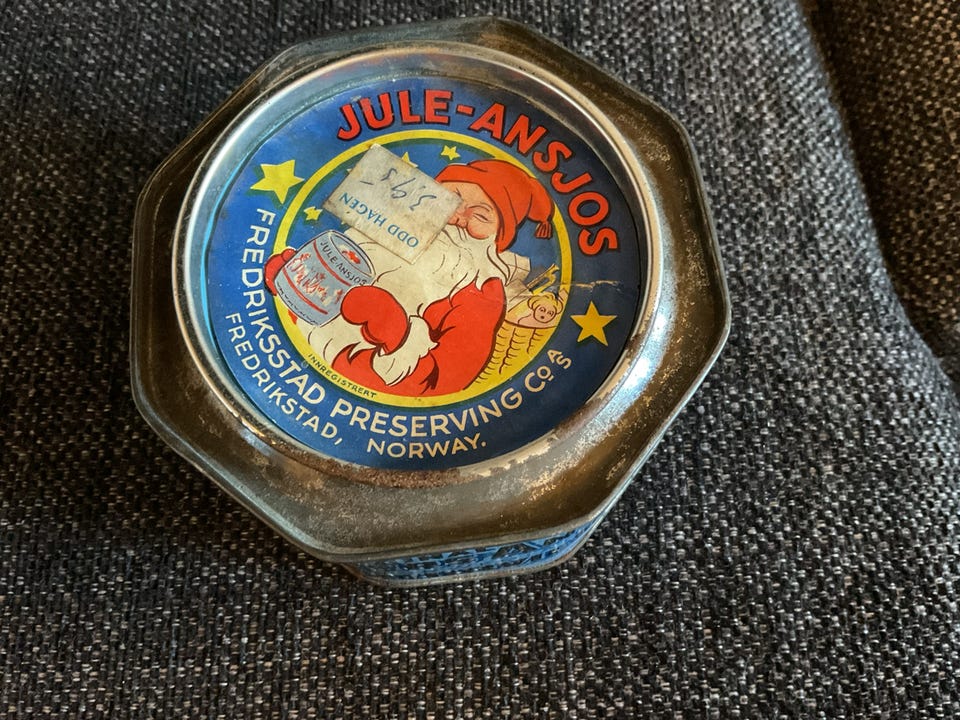 JULE-ANSJOS
ODD HAGEN
3,95
JULE-ANSJOS
INNREGISTRERT
FREDRIKSSTAD PRESERVING Co A/S
FREDRIKSTAD, NORWAY.